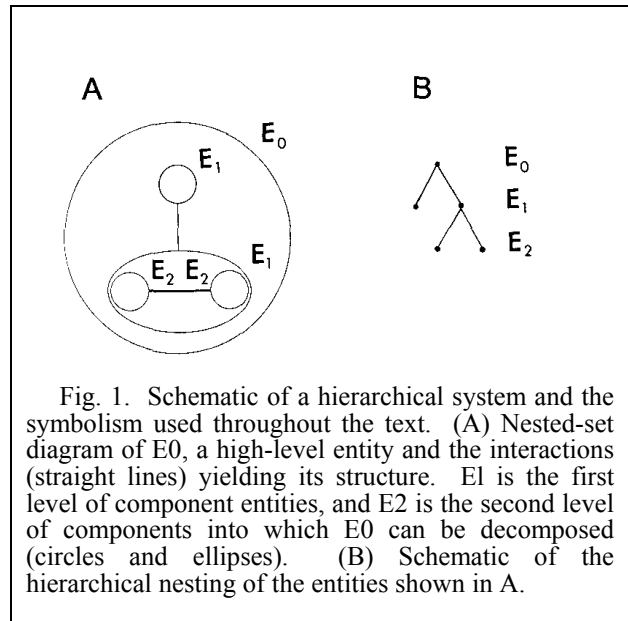 A
B
E0
E1
E2 E2
E1
E0
E1
E2
Fig. 1. Schematic of a hierarchical system and the
symbolism used throughout the text. (A) Nested-set
diagram of E0, a high-level entity and the interactions
(straight lines) yielding its structure. El is the first
level of component entities, and E2 is the second level
of components into which E0 can be decomposed
(circles and ellipses). (B) Schematic of the
hierarchical nesting of the entities shown in A.